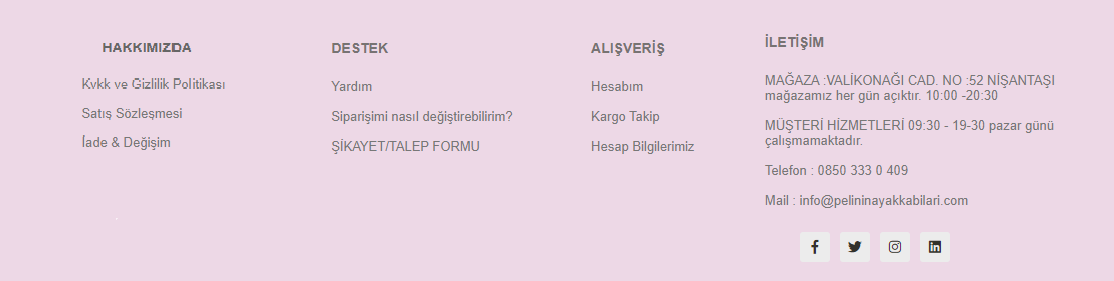 HAKKIMIZDA
Kvkk ve Gizlilik Politikası
Satış Sözleşmesi
İade & Değişim
DESTEK
Yardım
Siparişimi nasıl değiştirebilirim?
ŞİKAYET/TALEP FORMU
ALIŞVERİŞ
Hesabım
Kargo Takip
Hesap Bilgilerimiz
İLETİŞİM
MAĞAZA :VALİKONAĞI CAD. NO :52 NİŞANTAŞI
mağazamız her gün açıktır. 10:00 -20:30
MÜŞTERİ HİZMETLERİ 09:30 - 19-30 pazar günü
çalışmamaktadır.
Telefon : 0850 333 0 409
Mail : info@pelininayakkabilari.com